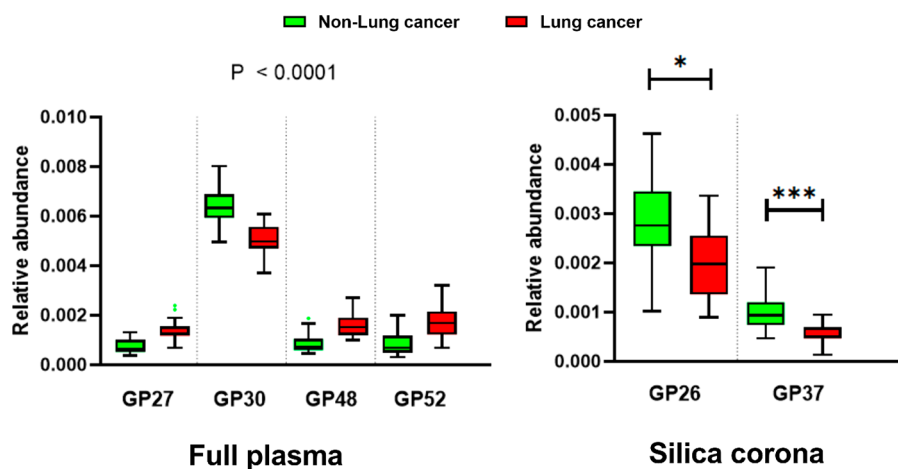 Non-Lung cancer
Lung cancer
P < 0.0001
Relative abundance
0.010
0.008
0.006
0.004
0.002
0.000
GP27
GP30
GP48
GP52
Full plasma
*
***
Relative abundance
0.005
0.004
0.003
0.002
0.001
0.000
GP26
GP37
Silica corona